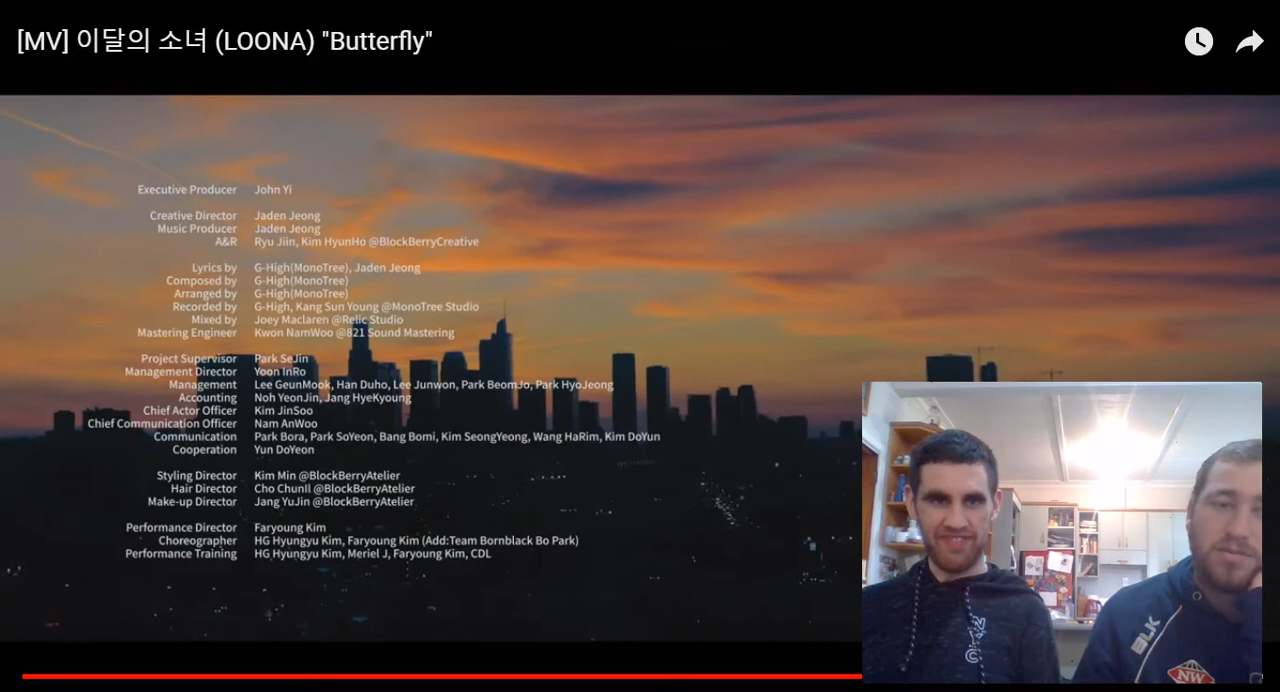 [MV] 이달의 소녀 (LOONA) "Butterfly"
Executive Producer John Yi
Creative Director Jaden Jeong
Music Producer Jaden Jeong
A&R Ryu Jiin, Kim HyunHo @BlockBerryCreative
Lyrics by G-High(MonoTree), Jaden Jeong
Composed by G-High(MonoTree)
Arranged by G-High(MonoTree)
Recorded by G-High, Kang Sun Young @MonoTree Studio
Mixed by Joey Maclaren @Relic Studio
Mastering Engineer Kwon NamWoo @821 Sound Mastering
Project Supervisor Park SeJin
Management Director Yoon InRo
Management Lee GeunMook, Han Duho, Lee Junwon, Park BeomJo, Park HyoJeong
Accounting Noh YeonJin, Jang HyeKyoung
Chief Actor Officer Kim JinSoo
Chief Communication Officer Nam AnWoo
Communication Park Bora, Park SoYeon, Bang Bomi, Kim SeongYeong, Wang HaRim, Kim DoYun
Cooperation Yun DoYeon
Styling Director Kim Min @BlockBerryAtelier
Hair Director Cho ChunIl @BlockBerryAtelier
Make-up Director Jang YuJin @BlockBerryAtelier
Performance Director Faryoung Kim
Choreographer HG Hyungyu Kim, Faryoung Kim (Add:Team Bornblack Bo Park)
Performance Training HG Hyungyu Kim, Meriel J, Faryoung Kim, CDL
BLK
NW